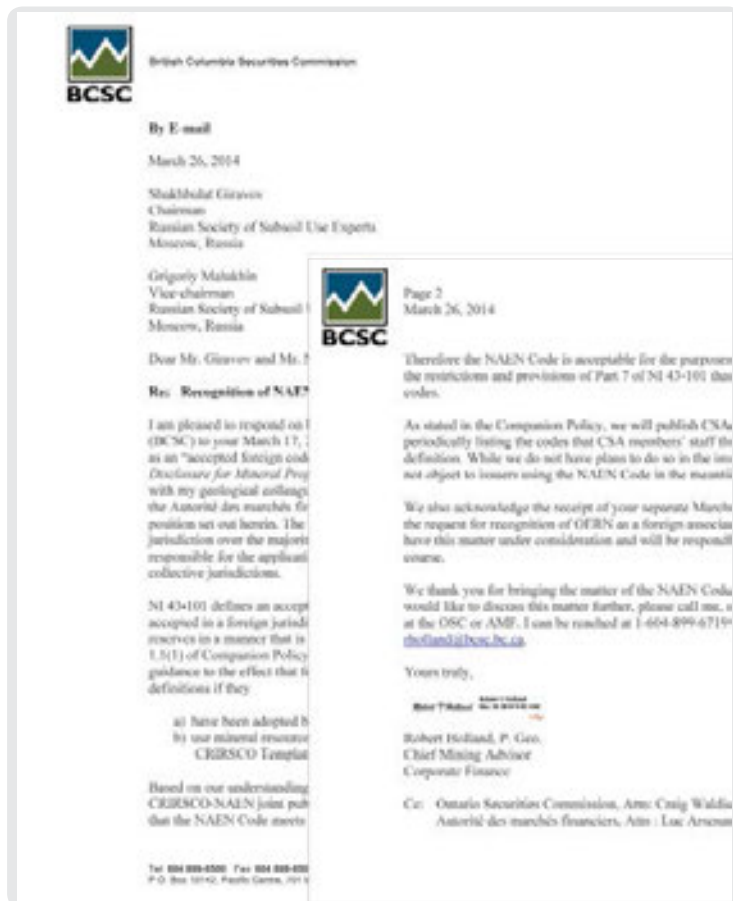 BCSC
British Columbia Securities Commission
By E-mail
March 26, 2014
Shakhbulat Giravov
Chairman
Russian Society of Subsoil Use Experts
Moscow, Russia
Grigoriy Malukhin
Vice-chairman
Russian Society of Subsoil
Moscow, Russia
Dear Mr. Giravov and Mr.
Re: Recognition of NAEN
I am pleased to respond on
(BCSC) to your March 17,
as an "accepted foreign code
Disclosure for Mineral Proj
with my geological colleagu
the Autorité des marchés fin
position set out herein. The
jurisdiction over the majorit
responsible for the applicati
collective jurisdictions.
NI 43-101 defines an accept
accepted in a foreign jurisdi
reserves in a manner that is
1.1(1) of Companion Policy
guidance to the effect that f
definitions if they
a) have been adopted b
b) use mineral resource
CRIRSCO Templat
Based on our understanding
CRIRSCO-NAEN joint pub
that the NAEN Code meets
BCSC
Page 2
March 26, 2014
Therefore the NAEN Code is acceptable for the purposes
the restrictions and provisions of Part 7 of NI 43-101 that
codes.
As stated in the Companion Policy, we will publish CSA
periodically listing the codes that CSA members' staff th
definition. While we do not have plans to do so in the im
not object to issuers using the NAEN Code in the meanti
We also acknowledge the receipt of your separate March
the request for recognition of OERN as a foreign associa
have this matter under consideration and will be respondi
course.
We thank you for bringing the matter of the NAEN Code
would like to discuss this matter further, please call me, o
at the OSC or AMF. I can be reached at 1-604-899-6719
rholland@bcsc.bc.ca.
Yours truly,
Robert Holland, P. Geo.
Chief Mining Advisor
Corporate Finance
Cc: Ontario Securities Commission, Attn: Craig Waldie
Autorité des marchés financiers, Attn : Luc Arsenau